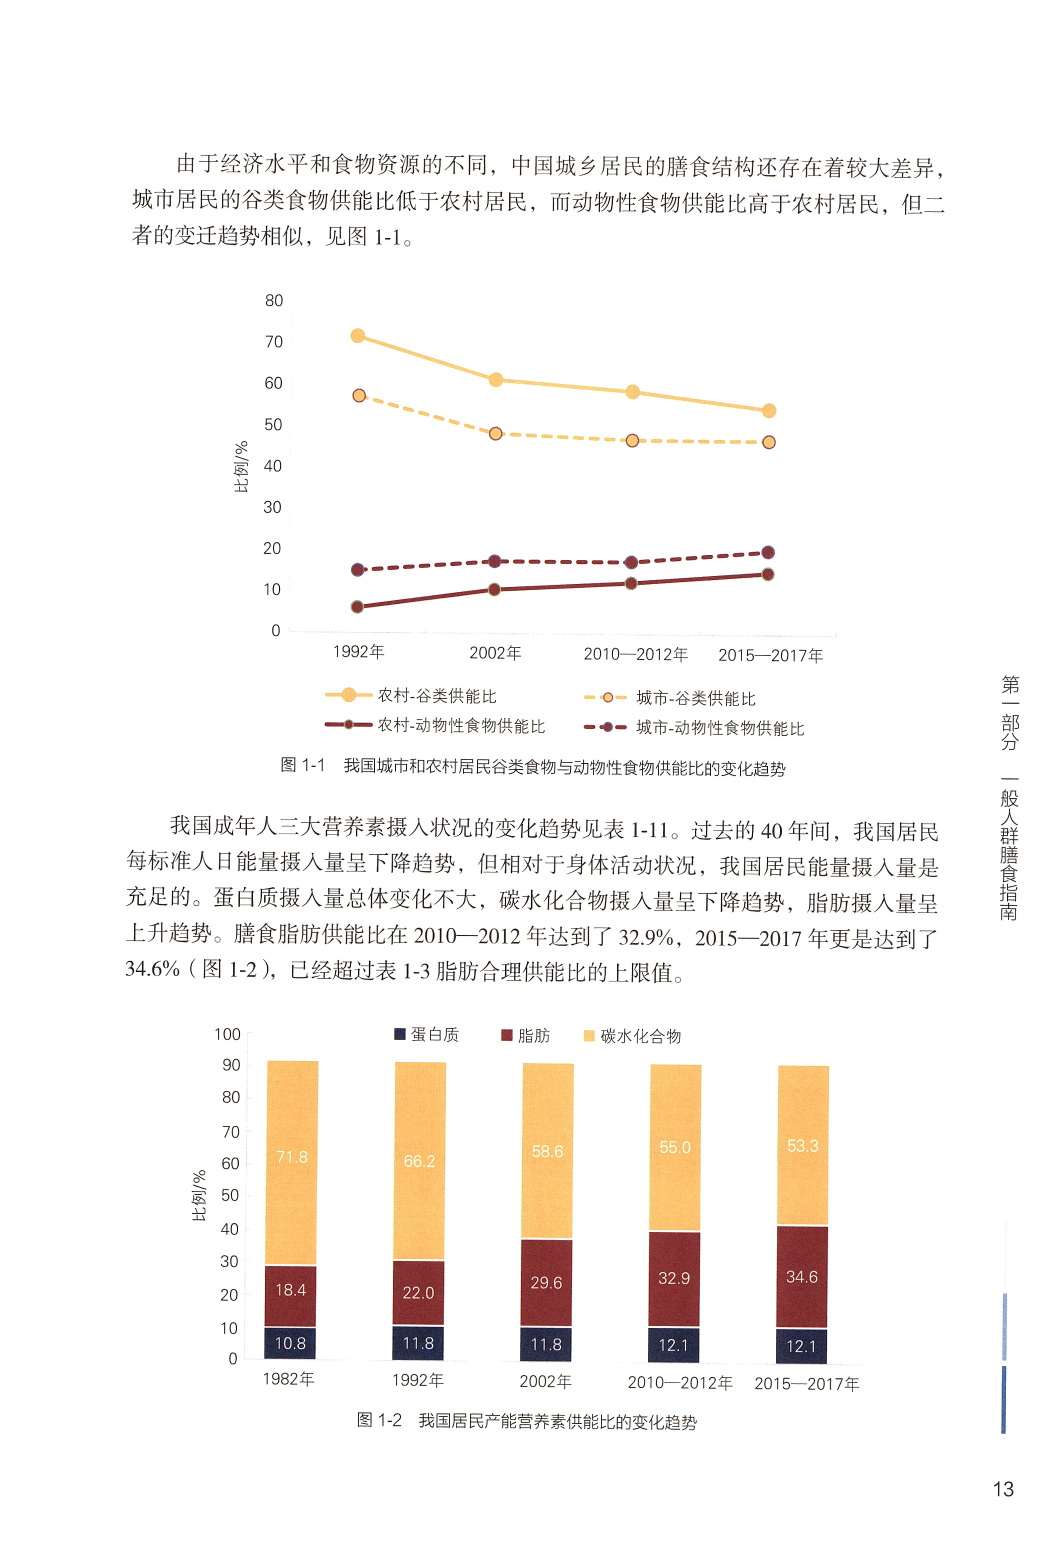 由于经济水平和食物资源的不同，中国城乡居民的膳食结构还存在着较大差异，
城市居民的谷类食物供能比低于农村居民，而动物性食物供能比高于农村居民，但二
者的变迁趋势相似，见图 1-1。
80
70
60
50
40
30
20
10
0
比例/%
1992年 2002年 2010—2012年 2015—2017年
农村-谷类供能比 城市-谷类供能比
农村-动物性食物供能比 城市-动物性食物供能比
图 1-1 我国城市和农村居民谷类食物与动物性食物供能比的变化趋势
我国成年人三大营养素摄入状况的变化趋势见表 1-11。过去的 40 年间，我国居民
每标准人日能量摄入量呈下降趋势，但相对于身体活动状况，我国居民能量摄入量是
充足的。蛋白质摄入量总体变化不大，碳水化合物摄入量呈下降趋势，脂肪摄入量呈
上升趋势。膳食脂肪供能比在 2010—2012 年达到了 32.9%，2015—2017 年更是达到了
34.6%（图 1-2），已经超过表 1-3 脂肪合理供能比的上限值。
蛋白质 脂肪 碳水化合物
100
90
80
70
60
50
40
30
20
10
0
比例/%
71.8 66.2 58.6 55.0 53.3
18.4 22.0 29.6 32.9 34.6
10.8 11.8 11.8 12.1 12.1
1982年 1992年 2002年 2010—2012年 2015—2017年
图 1-2 我国居民产能营养素供能比的变化趋势
第一部分 一般人群膳食指南
13